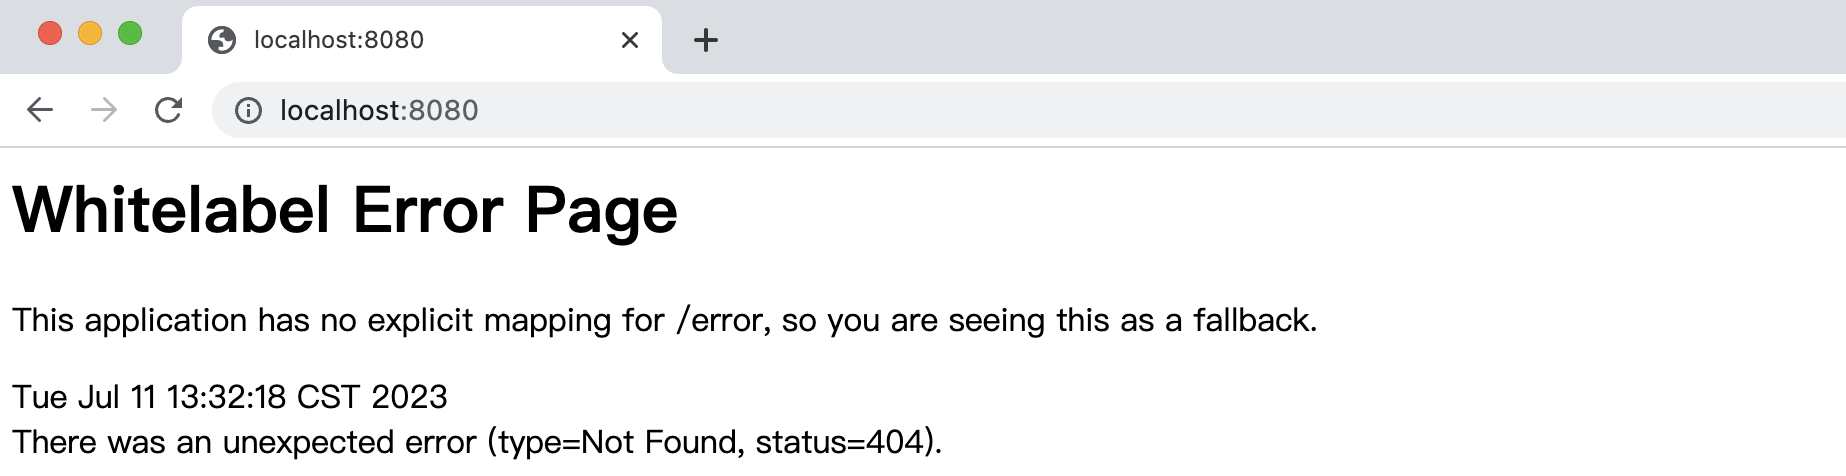 localhost:8080
localhost:8080
Whitelabel Error Page
This application has no explicit mapping for /error, so you are seeing this as a fallback.
Tue Jul 11 13:32:18 CST 2023
There was an unexpected error (type=Not Found, status=404).